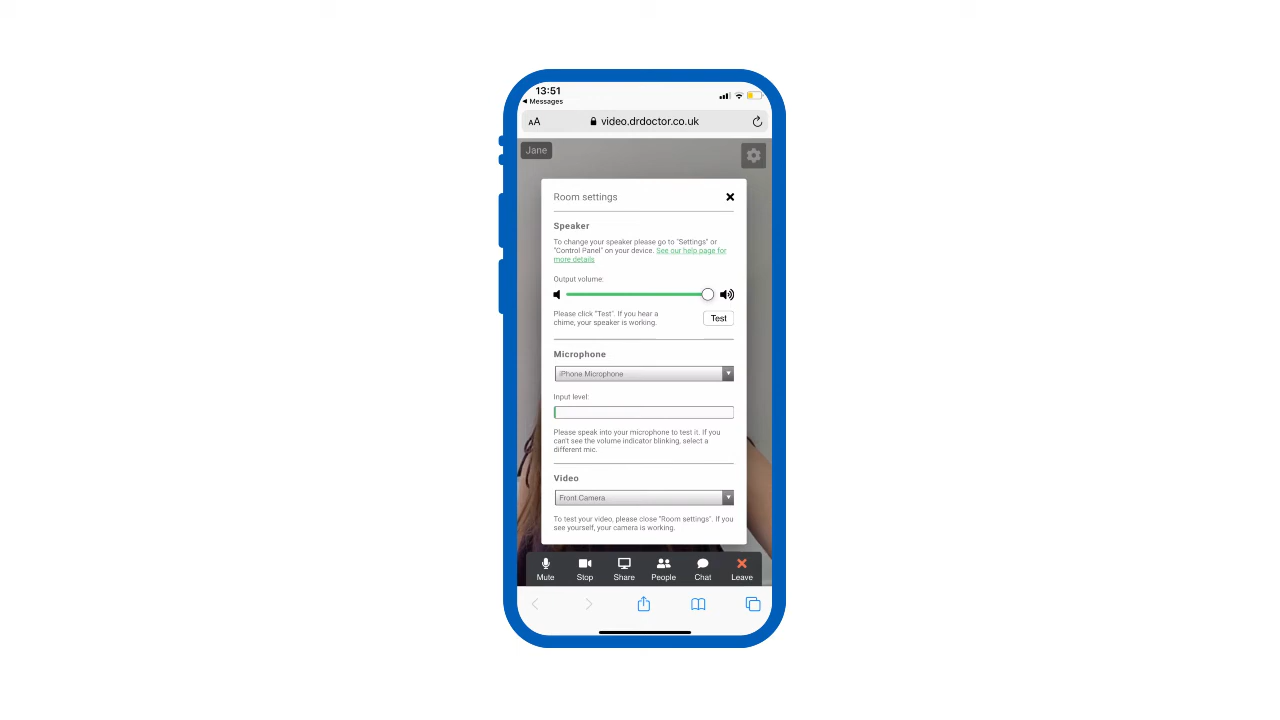 13:51
Messages
AA
video.drdoctor.co.uk
Jane
Room settings
Speaker
To change your speaker please go to "Settings" or
"Control Panel" on your device. See our help page for
more details
Output volume:
Please click "Test". If you hear a
chime, your speaker is working.
Test
Microphone
iPhone Microphone
Input level:
Please speak into your microphone to test it. If you
can't see the volume indicator blinking, select a
different mic.
Video
Front Camera
To test your video, please close "Room settings". If you
see yourself, your camera is working.
Mute Stop Share People Chat Leave